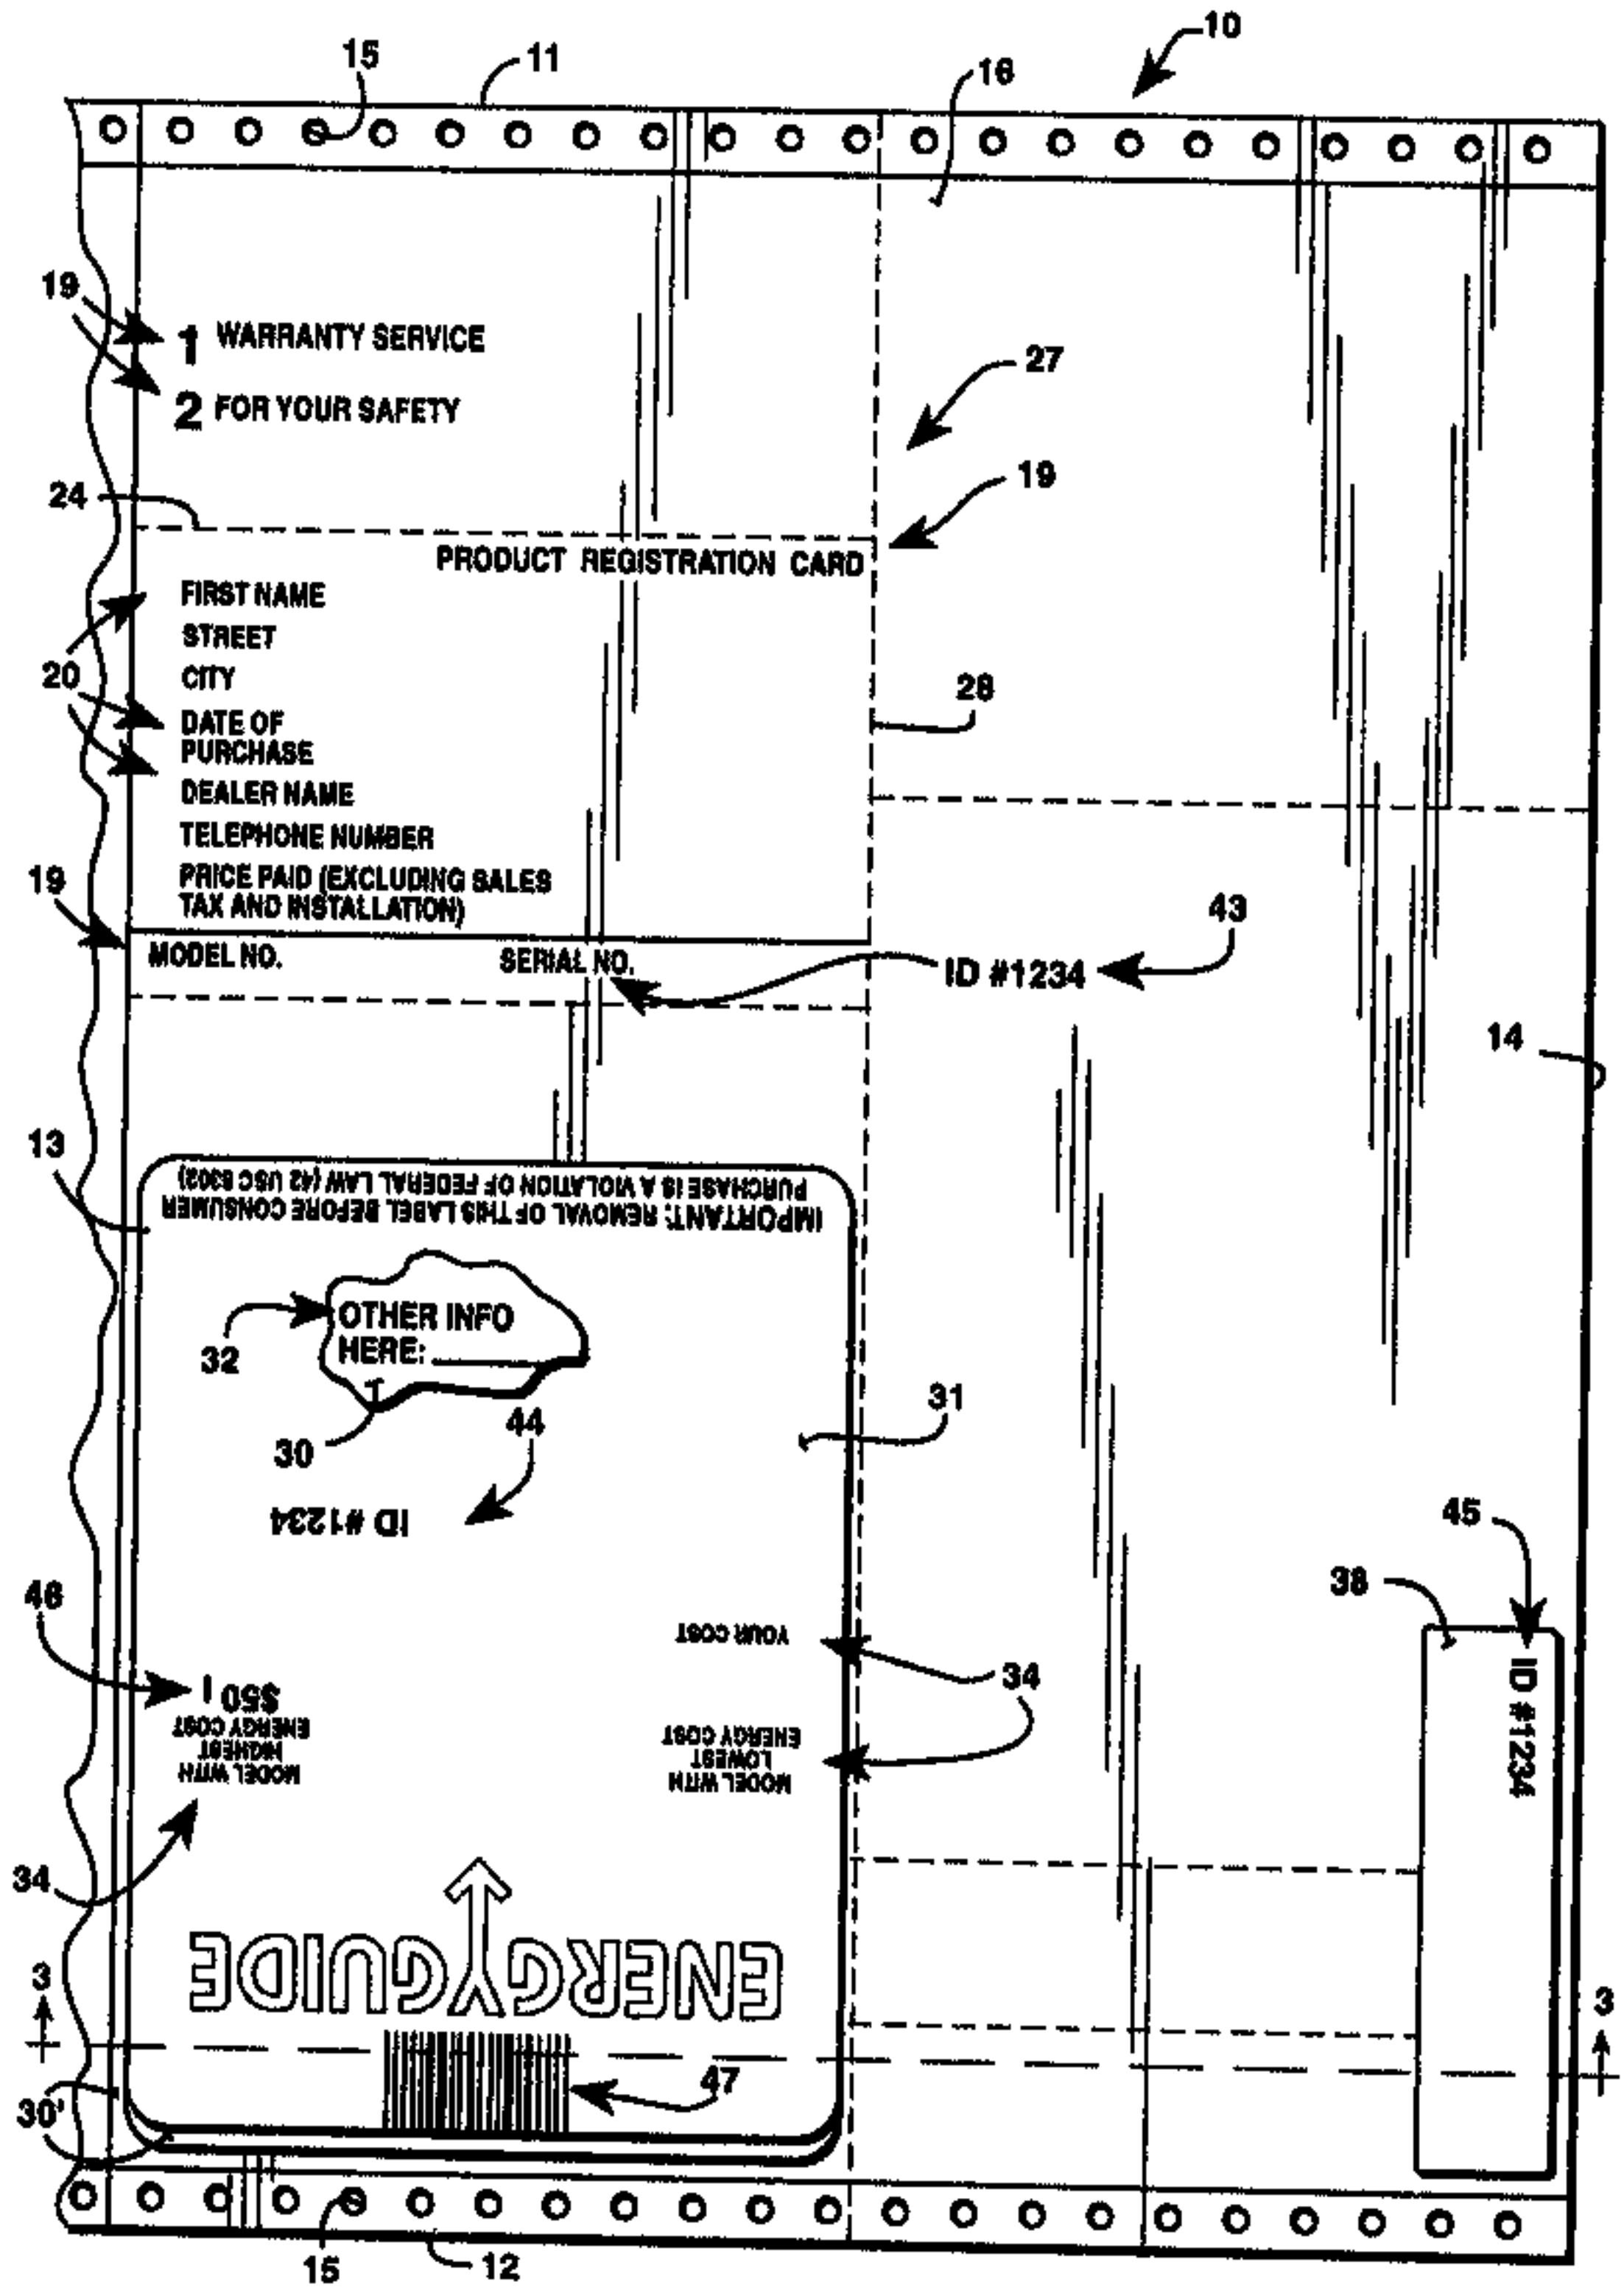 10
15
11
16
19
1 WARRANTY SERVICE
27
2 FOR YOUR SAFETY
19
24
PRODUCT REGISTRATION CARD
FIRST NAME
STREET
20
CITY
28
DATE OF
PURCHASE
DEALER NAME
TELEPHONE NUMBER
19
PRICE PAID (EXCLUDING SALES
TAX AND INSTALLATION)
43
MODEL NO.
SERIAL NO.
ID #1234
14
13
IMPORTANT: REMOVAL OF THIS LABEL BEFORE CONSUMER
PURCHASE IS A VIOLATION OF FEDERAL LAW (42 USC 6302)
OTHER INFO
HERE:
32
31
30
44
ID #1234
45
38
46
ID #1234
YOUR COST
34
$50
MODEL WITH
HIGHEST
ENERGY COST
MODEL WITH
LOWEST
ENERGY COST
34
ENERGYGUIDE
3
3
47
30'
15
12